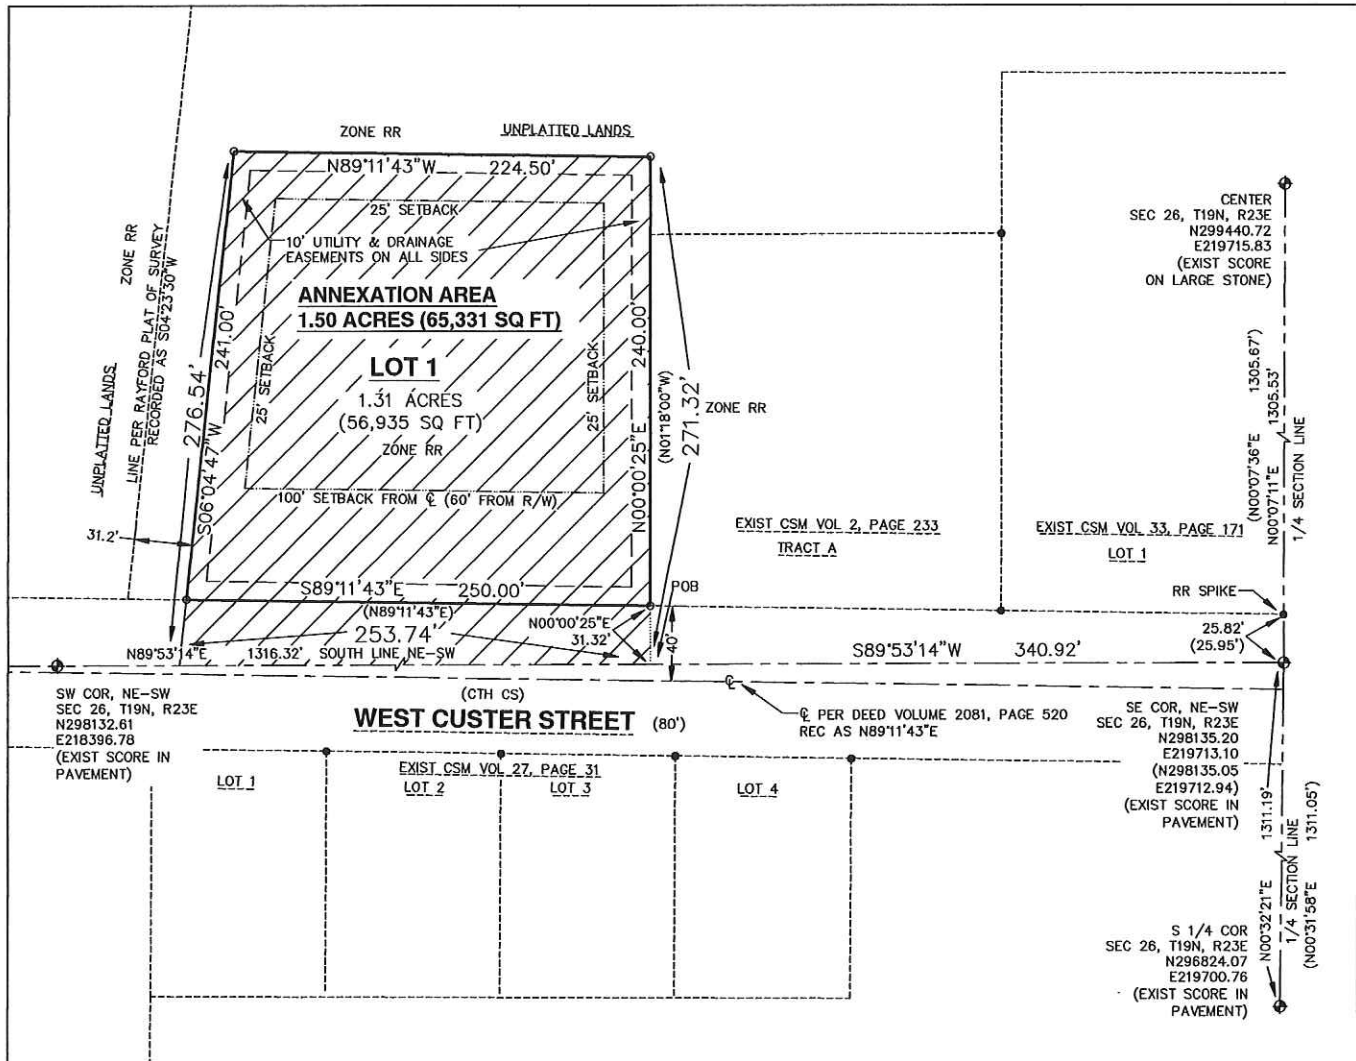 ZONE RR
UNPLATTED LANDS
N89°11'43"W 224.50'
25' SETBACK
10' UTILITY & DRAINAGE
EASEMENTS ON ALL SIDES
ANNEXATION AREA
1.50 ACRES (65,331 SQ FT)
LOT 1
1.31 ACRES
(56,935 SQ FT)
ZONE RR
25' SETBACK
25' SETBACK
100' SETBACK FROM ℄ (60' FROM R/W)
S89°11'43"E 250.00'
(N89°11'43"E)
253.74'
N89°53'14"E 1316.32' SOUTH LINE NE-SW
N00°00'25"E
31.32'
276.54'
241.00'
S06°04'47"W
240.00'
N00°00'25"E
(N01°18'00"W)
271.32'
ZONE RR
POB
40'
ZONE RR
LINE PER RAYFORD PLAT OF SURVEY
RECORDED AS S04°23'30"W
UNPLATTED LANDS
31.2'
CENTER
SEC 26, T19N, R23E
N299440.72
E219715.83
(EXIST SCORE
ON LARGE STONE)
(N00°07'36"E 1305.67')
N00°07'11"E 1305.53'
1/4 SECTION LINE
EXIST CSM VOL 2, PAGE 233
TRACT A
EXIST CSM VOL 33, PAGE 171
LOT 1
RR SPIKE
25.82'
(25.95')
S89°53'14"W 340.92'
SW COR, NE-SW
SEC 26, T19N, R23E
N298132.61
E218396.78
(EXIST SCORE IN
PAVEMENT)
(CTH CS)
WEST CUSTER STREET (80')
℄
℄ PER DEED VOLUME 2081, PAGE 520
REC AS N89°11'43"E
SE COR, NE-SW
SEC 26, T19N, R23E
N298135.20
E219713.10
(N298135.05
E219712.94)
(EXIST SCORE IN
PAVEMENT)
EXIST CSM VOL 27, PAGE 31
LOT 1
LOT 2
LOT 3
LOT 4
N00°32'21"E 1311.19'
1/4 SECTION LINE
(N00°31'58"E 1311.05')
S 1/4 COR
SEC 26, T19N, R23E
N296824.07
E219700.76
(EXIST SCORE IN
PAVEMENT)